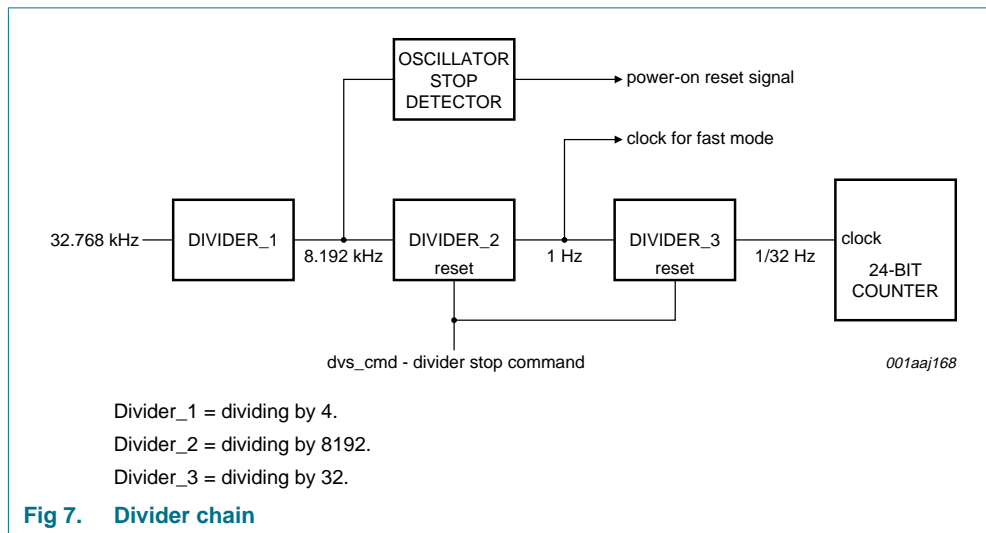 OSCILLATOR
STOP
DETECTOR
power-on reset signal
clock for fast mode
32.768 kHz
DIVIDER_1
8.192 kHz
DIVIDER_2
reset
1 Hz
DIVIDER_3
reset
1/32 Hz
clock
24-BIT
COUNTER
dvs_cmd - divider stop command
001aaj168
Divider_1 = dividing by 4.
Divider_2 = dividing by 8192.
Divider_3 = dividing by 32.
Fig 7. Divider chain